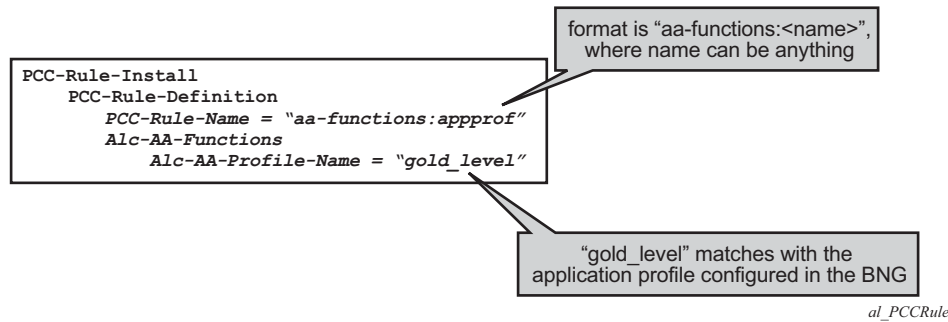 format is “aa-functions:<name>”,
where name can be anything
PCC-Rule-Install
PCC-Rule-Definition
PCC-Rule-Name = “aa-functions:appprof”
Alc-AA-Functions
Alc-AA-Profile-Name = “gold_level”
“gold_level” matches with the
application profile configured in the BNG
al_PCCRule